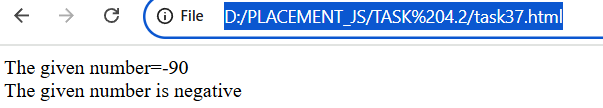 File D:/PLACEMENT_JS/TASK%204.2/task37.html
The given number=-90
The given number is negative